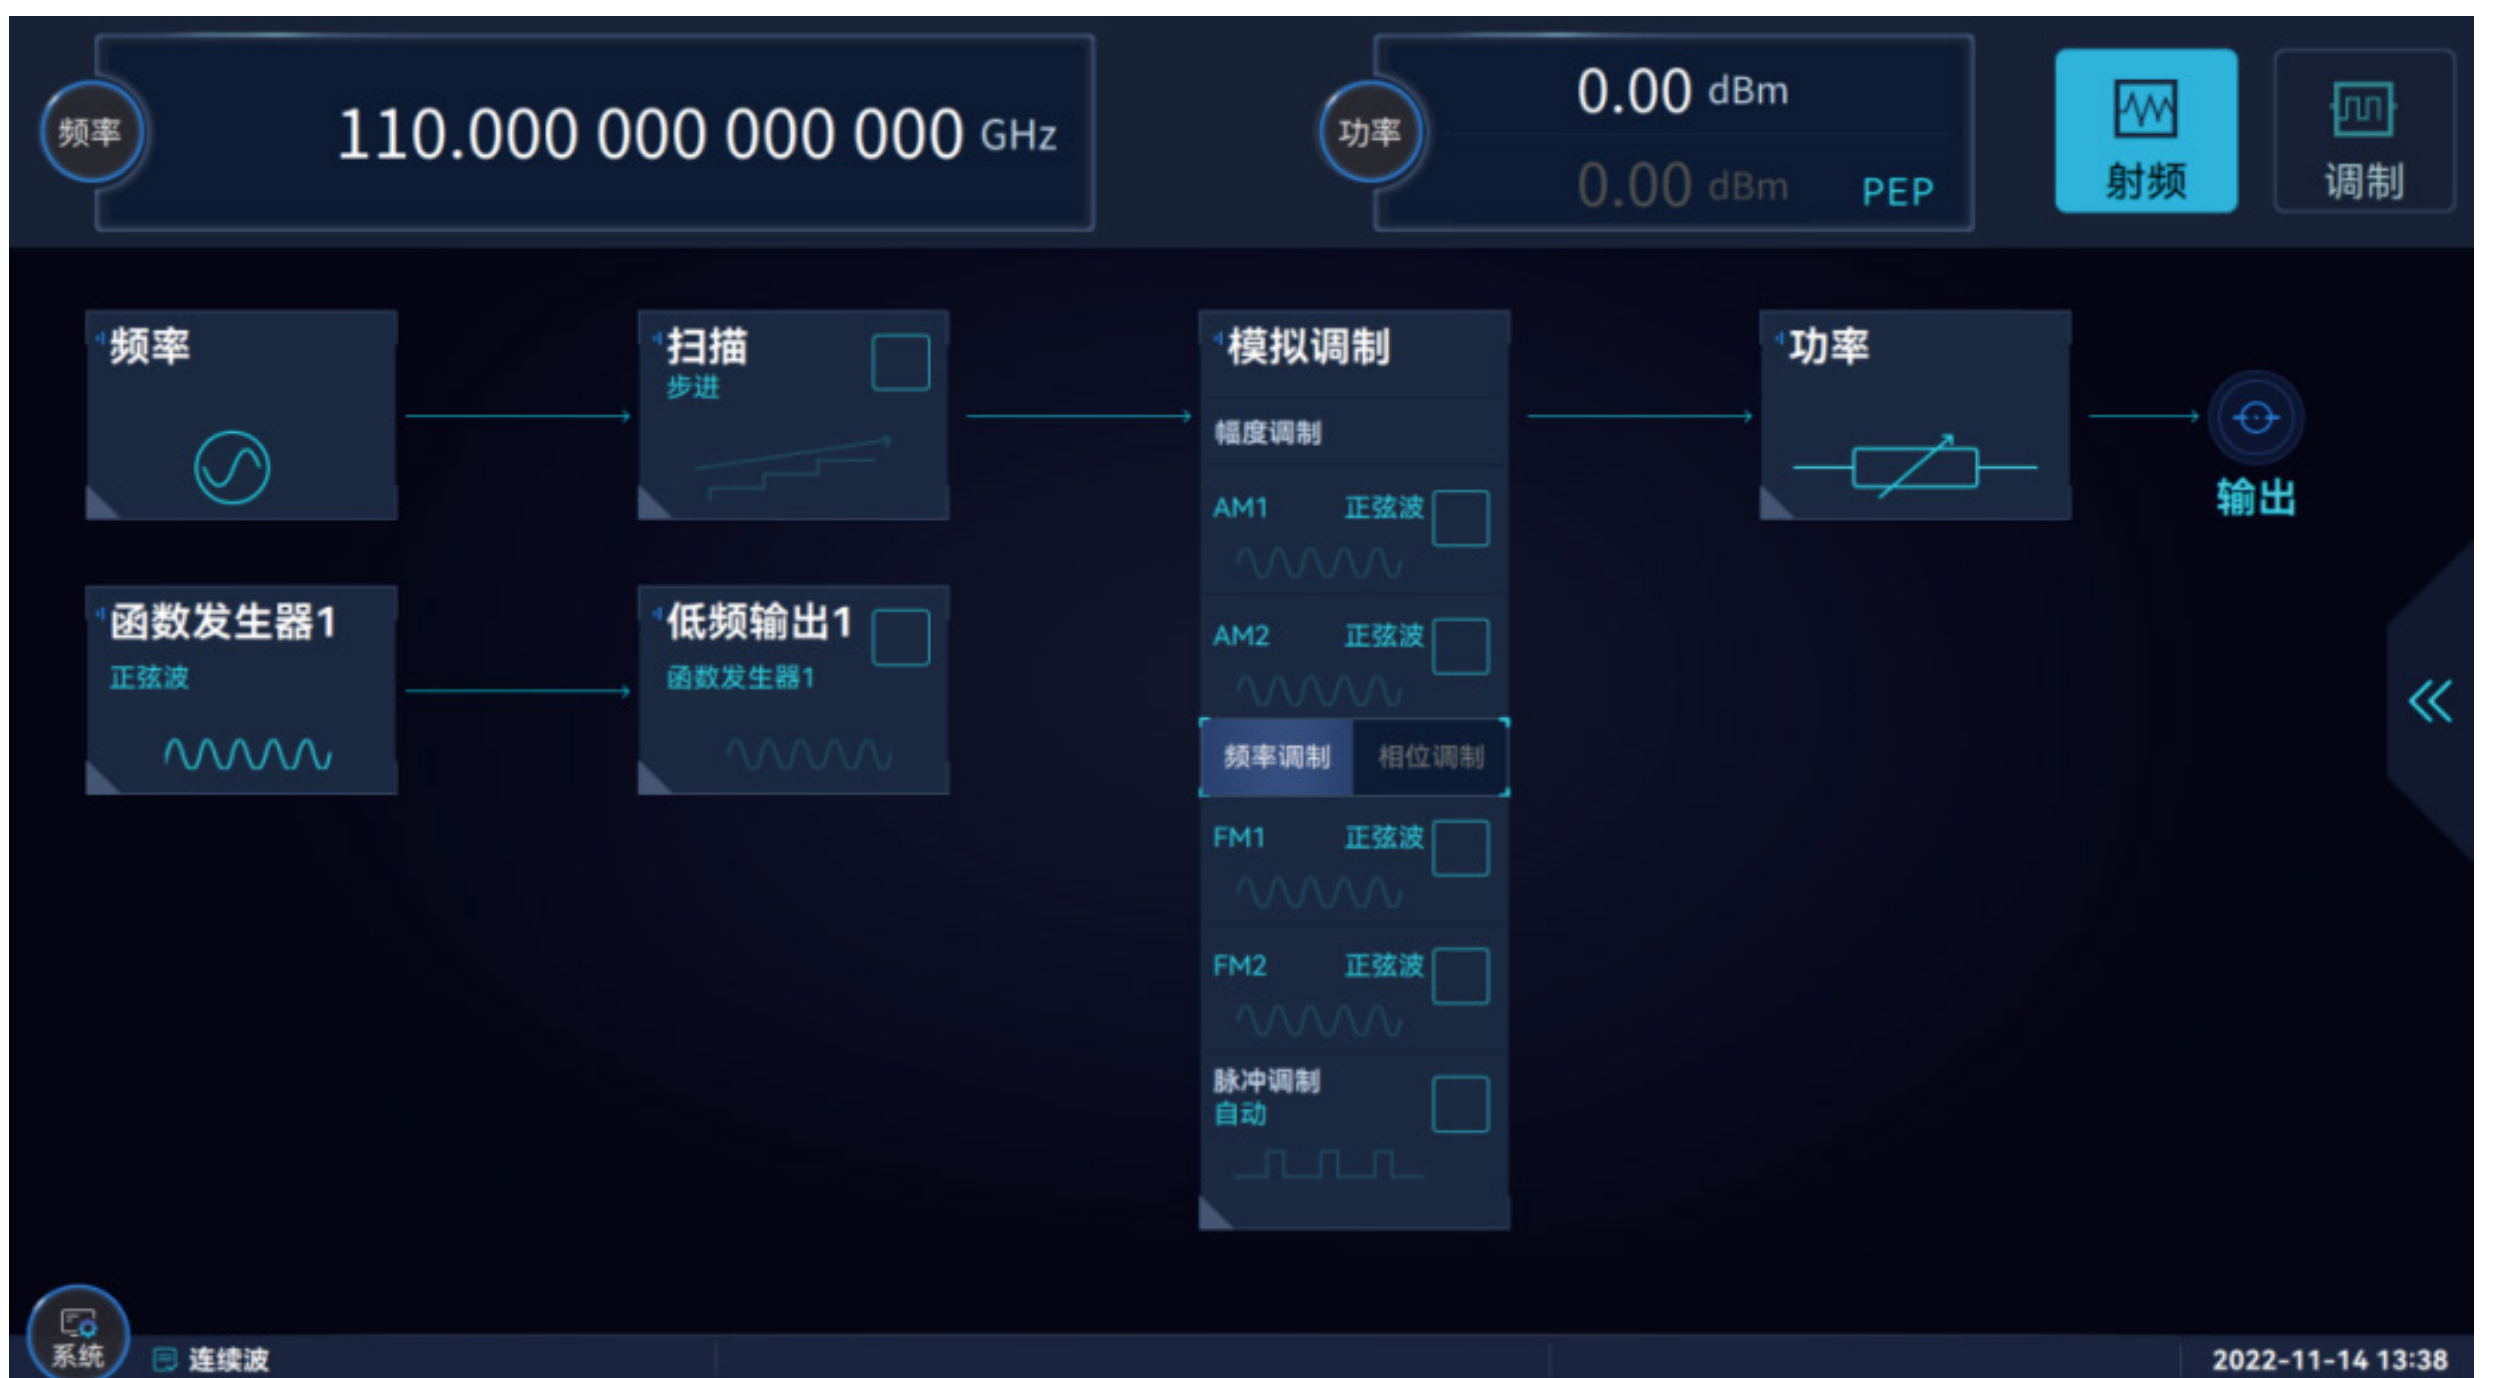 频率
110.000 000 000 000 GHz
功率
0.00 dBm
0.00 dBm PEP
射频
调制
频率
扫描
步进
模拟调制
幅度调制
AM1 正弦波
AM2 正弦波
频率调制 相位调制
FM1 正弦波
FM2 正弦波
脉冲调制
自动
功率
输出
函数发生器1
正弦波
低频输出1
函数发生器1
系统
连续波
2022-11-14 13:38